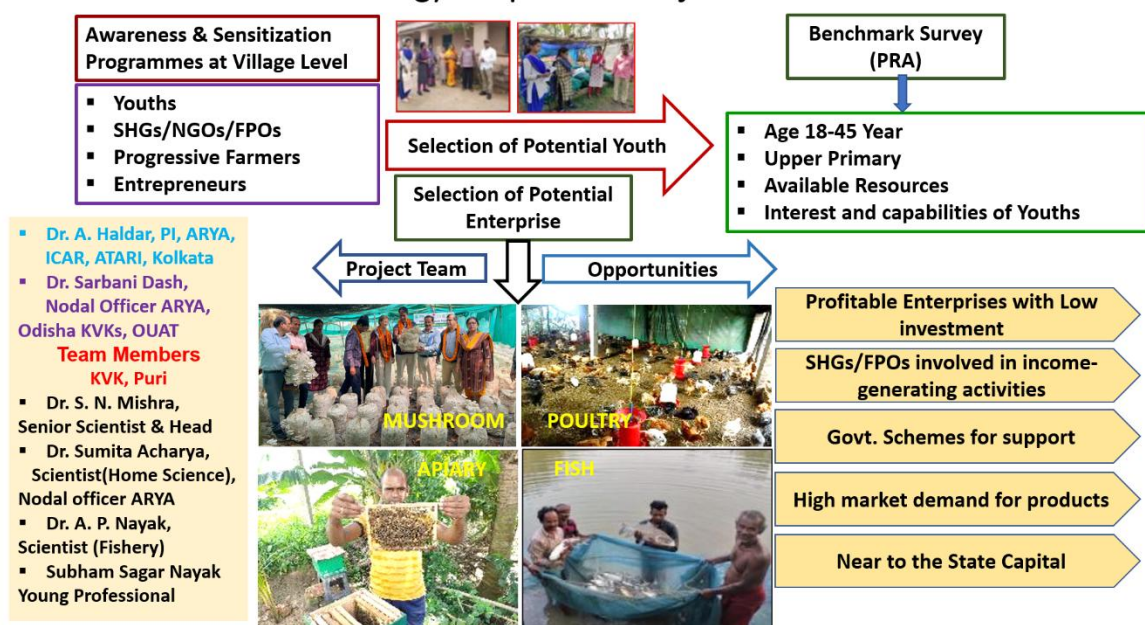 Awareness & Sensitization
Programmes at Village Level
▪ Youths
▪ SHGs/NGOs/FPOs
▪ Progressive Farmers
▪ Entrepreneurs
Selection of Potential Youth
Benchmark Survey
(PRA)
▪ Age 18-45 Year
▪ Upper Primary
▪ Available Resources
▪ Interest and capabilities of Youths
Selection of Potential
Enterprise
Project Team
Opportunities
▪ Dr. A. Haldar, PI, ARYA,
ICAR, ATARI, Kolkata
▪ Dr. Sarbani Dash,
Nodal Officer ARYA,
Odisha KVKs, OUAT
Team Members
KVK, Puri
▪ Dr. S. N. Mishra,
Senior Scientist & Head
▪ Dr. Sumita Acharya,
Scientist(Home Science),
Nodal officer ARYA
▪ Dr. A. P. Nayak,
Scientist (Fishery)
▪ Subham Sagar Nayak
Young Professional
MUSHROOM
POULTRY
APIARY
FISH
Profitable Enterprises with Low
investment
SHGs/FPOs involved in income-
generating activities
Govt. Schemes for support
High market demand for products
Near to the State Capital